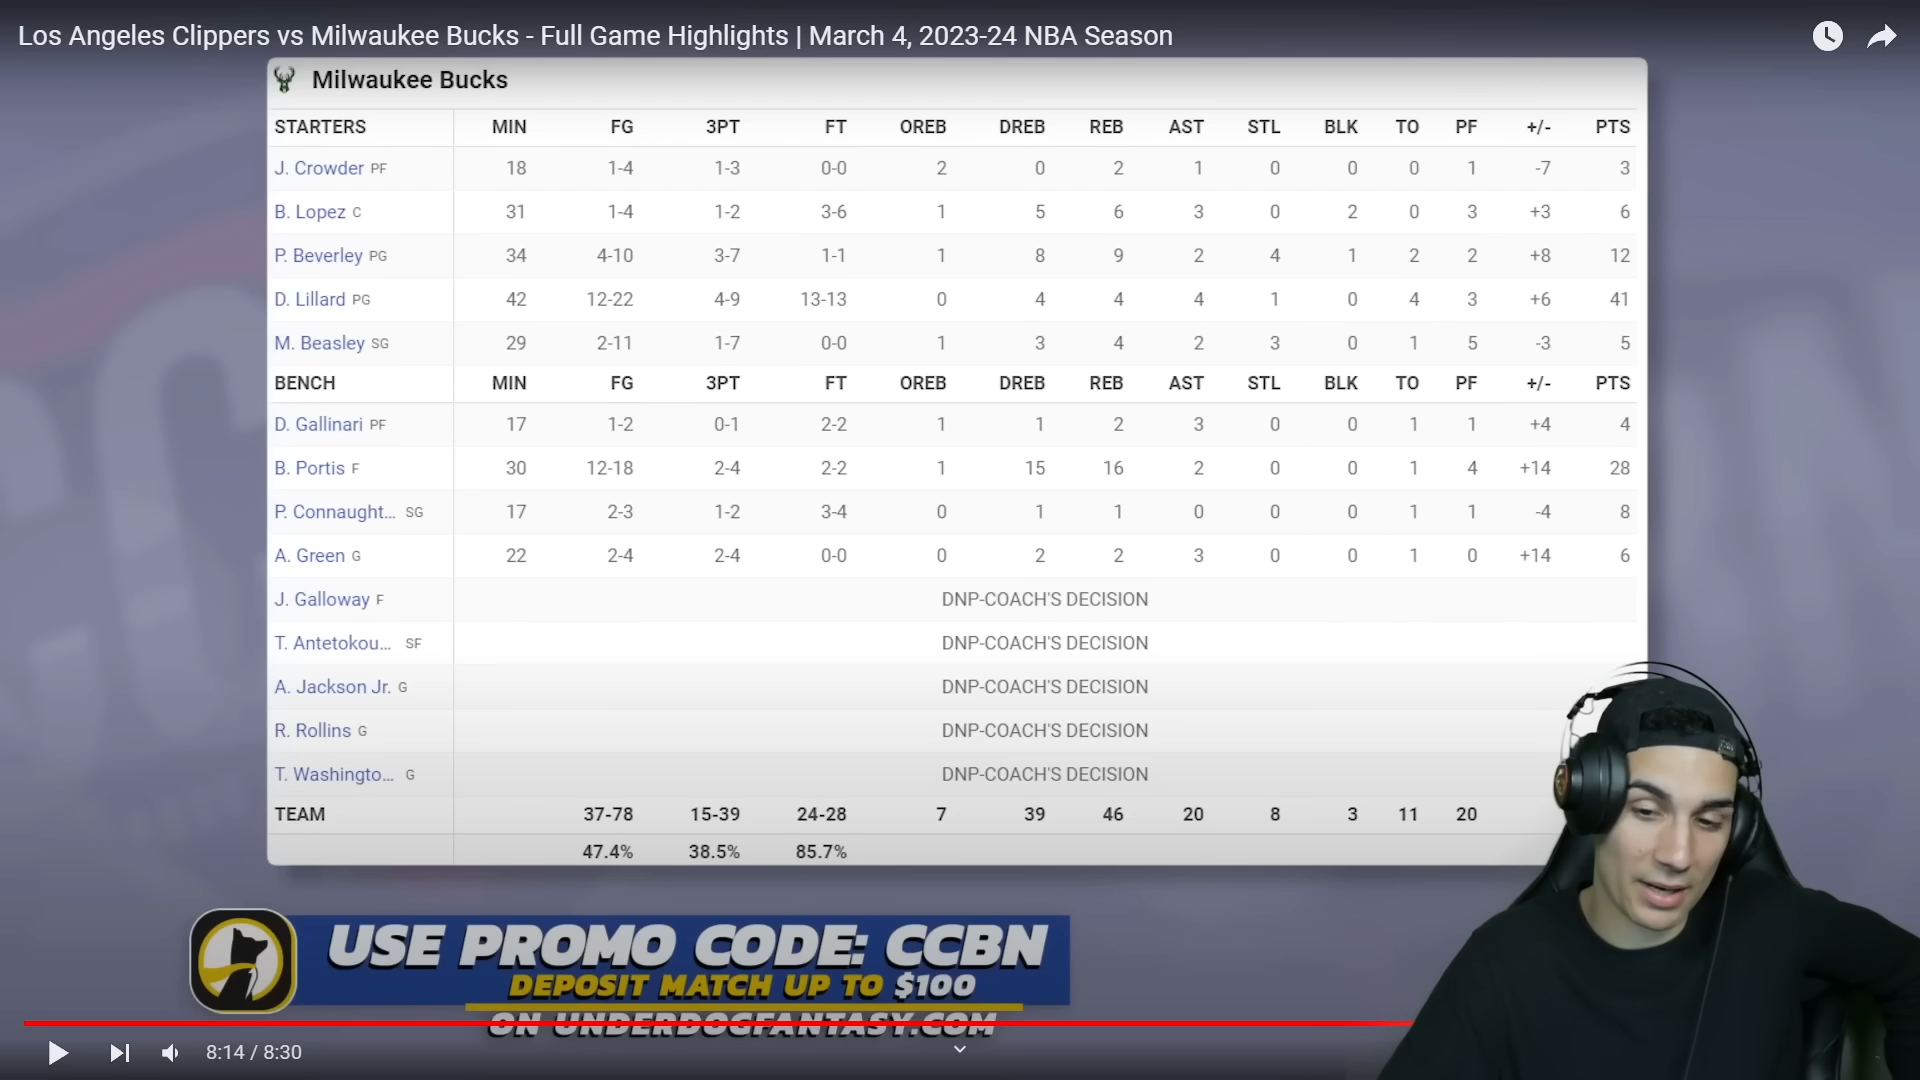 Los Angeles Clippers vs Milwaukee Bucks - Full Game Highlights | March 4, 2023-24 NBA Season
Milwaukee Bucks
STARTERS MIN FG 3PT FT OREB DREB REB AST STL BLK TO PF +/- PTS
J. Crowder PF 18 1-4 1-3 0-0 2 0 2 1 0 0 0 1 -7 3
B. Lopez C 31 1-4 1-2 3-6 1 5 6 3 0 2 0 3 +3 6
P. Beverley PG 34 4-10 3-7 1-1 1 8 9 2 4 1 2 2 +8 12
D. Lillard PG 42 12-22 4-9 13-13 0 4 4 4 1 0 4 3 +6 41
M. Beasley SG 29 2-11 1-7 0-0 1 3 4 2 3 0 1 5 -3 5
BENCH MIN FG 3PT FT OREB DREB REB AST STL BLK TO PF +/- PTS
D. Gallinari PF 17 1-2 0-1 2-2 1 1 2 3 0 0 1 1 +4 4
B. Portis F 30 12-18 2-4 2-2 1 15 16 2 0 0 1 4 +14 28
P. Connaught... SG 17 2-3 1-2 3-4 0 1 1 0 0 0 1 1 -4 8
A. Green G 22 2-4 2-4 0-0 0 2 2 3 0 0 1 0 +14 6
J. Galloway F DNP-COACH'S DECISION
T. Antetokou... SF DNP-COACH'S DECISION
A. Jackson Jr. G DNP-COACH'S DECISION
R. Rollins G DNP-COACH'S DECISION
T. Washingto... G DNP-COACH'S DECISION
TEAM 37-78 15-39 24-28 7 39 46 20 8 3 11 20
47.4% 38.5% 85.7%
USE PROMO CODE: CCBN
DEPOSIT MATCH UP TO $100
ON UNDERDOGFANTASY.COM
8:14 / 8:30